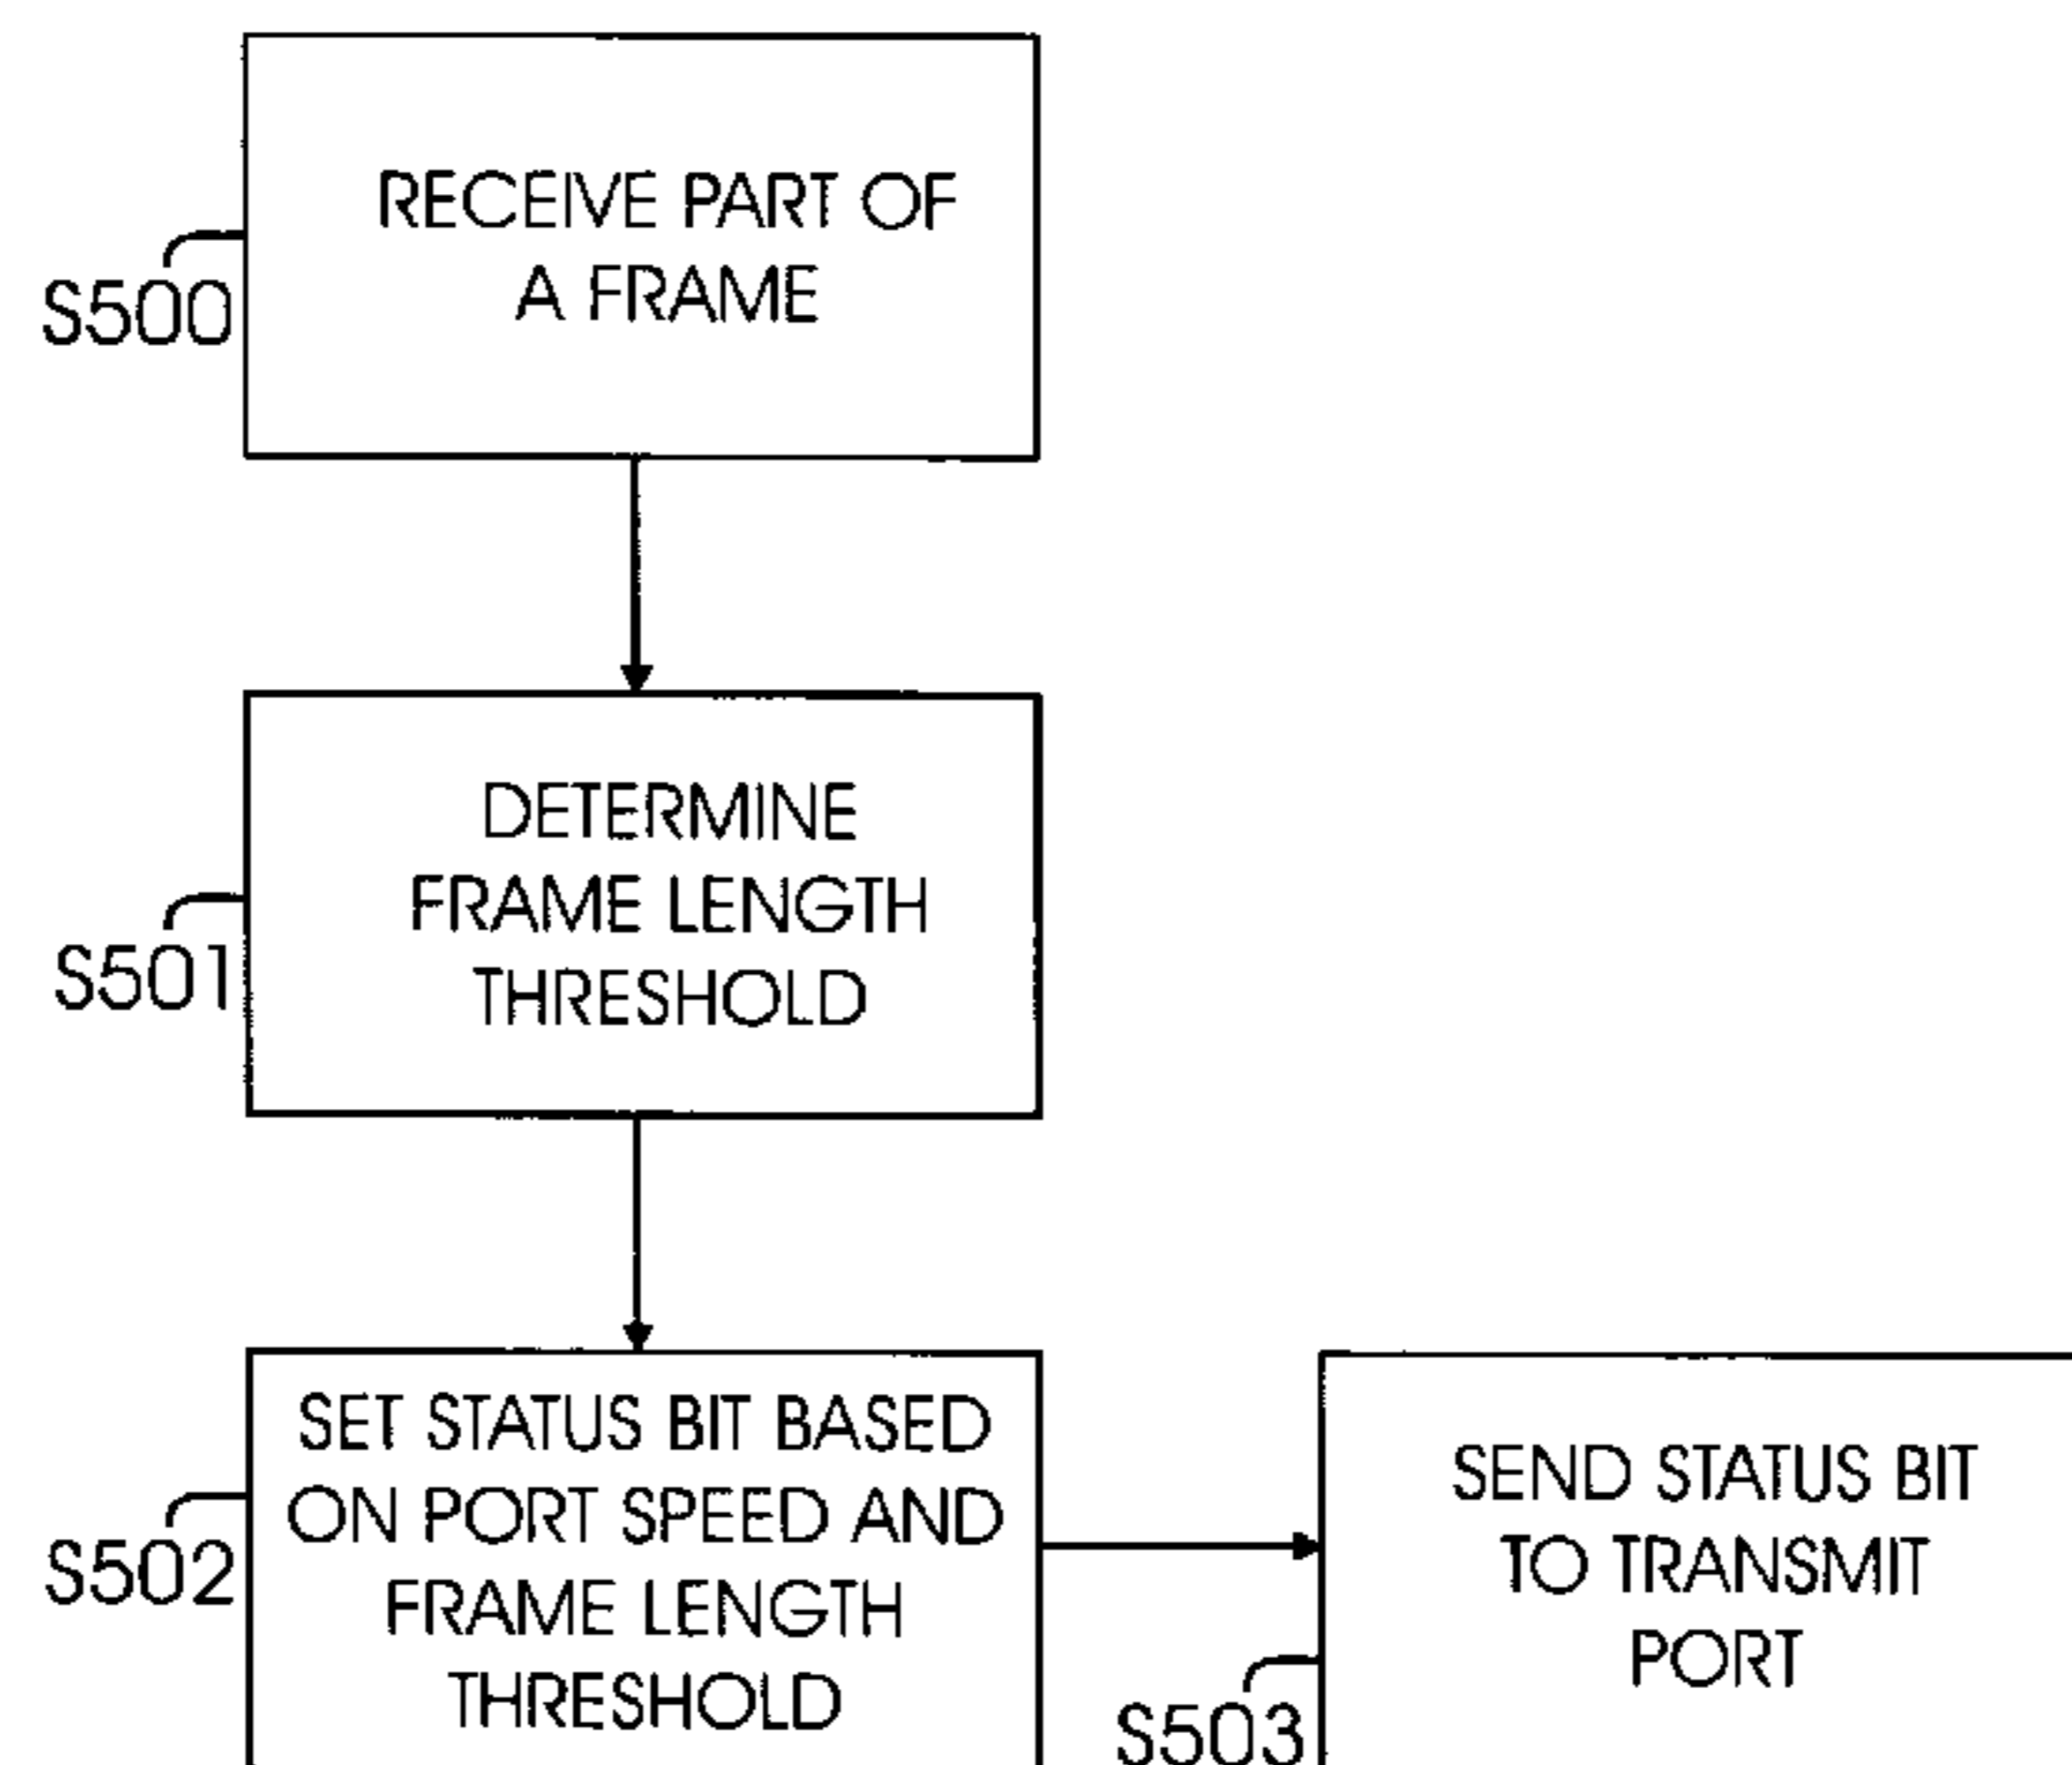 RECEIVE PART OF
A FRAME
S500
DETERMINE
FRAME LENGTH
THRESHOLD
S501
SET STATUS BIT BASED
ON PORT SPEED AND
FRAME LENGTH
THRESHOLD
S502
SEND STATUS BIT
TO TRANSMIT
PORT
S503